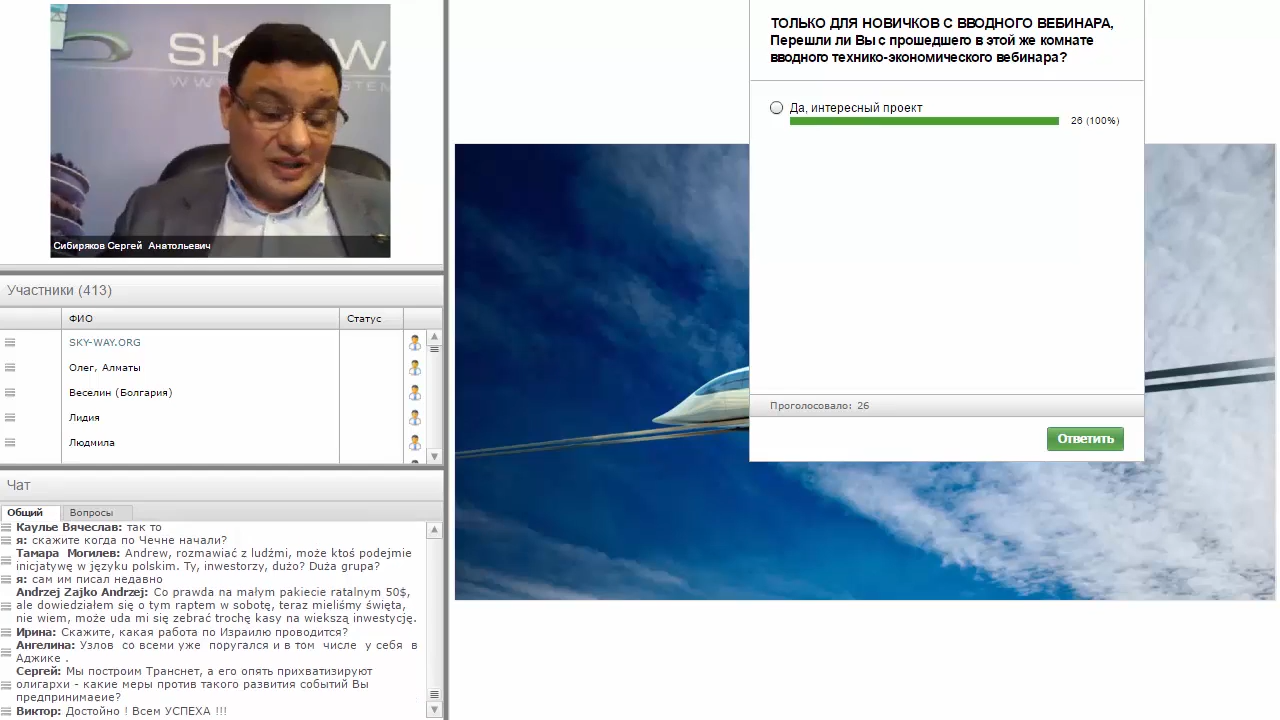 SKY WAY
WWW
SYSTEM
Сибиряков Сергей Анатольевич
Участники (413)
ФИО
Статус
SKY-WAY.ORG
Олег, Алматы
Веселин (Болгария)
Лидия
Людмила
Чат
Общий
Вопросы
Каулье Вячеслав: так то
я: скажите когда по Чечне начали?
Тамара Могилев: Andrew, rozmawiać z ludźmi, może ktoś podejmie
inicjatywę w języku polskim. Ty, inwestorzy, dużo? Duża grupa?
я: сам им писал недавно
Andrzej Zajko Andrzej: Co prawda na małym pakiecie ratalnym 50$,
ale dowiedziałem się o tym raptem w sobotę, teraz mieliśmy święta,
nie wiem, może uda mi się zebrać trochę kasy na wiekszą inwestycję.
Ирина: Скажите, какая работа по Израилю проводится?
Ангелина: Узлов со всеми уже поругался и в том числе у себя в
Аджике .
Сергей: Мы построим Транснет, а его опять прихватизируют
олигархи - какие меры против такого развития событий Вы
предпринимаеие?
Виктор: Достойно ! Всем УСПЕХА !!!
ТОЛЬКО ДЛЯ НОВИЧКОВ С ВВОДНОГО ВЕБИНАРА,
Перешли ли Вы с прошедшего в этой же комнате
вводного технико-экономического вебинара?
Да, интересный проект
26 (100%)
Проголосовало: 26
Ответить